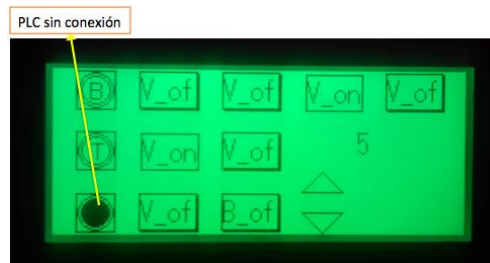 PLC sin conexión
B V_of V_of V_on V_of
T V_on V_of 5
V_of B_of